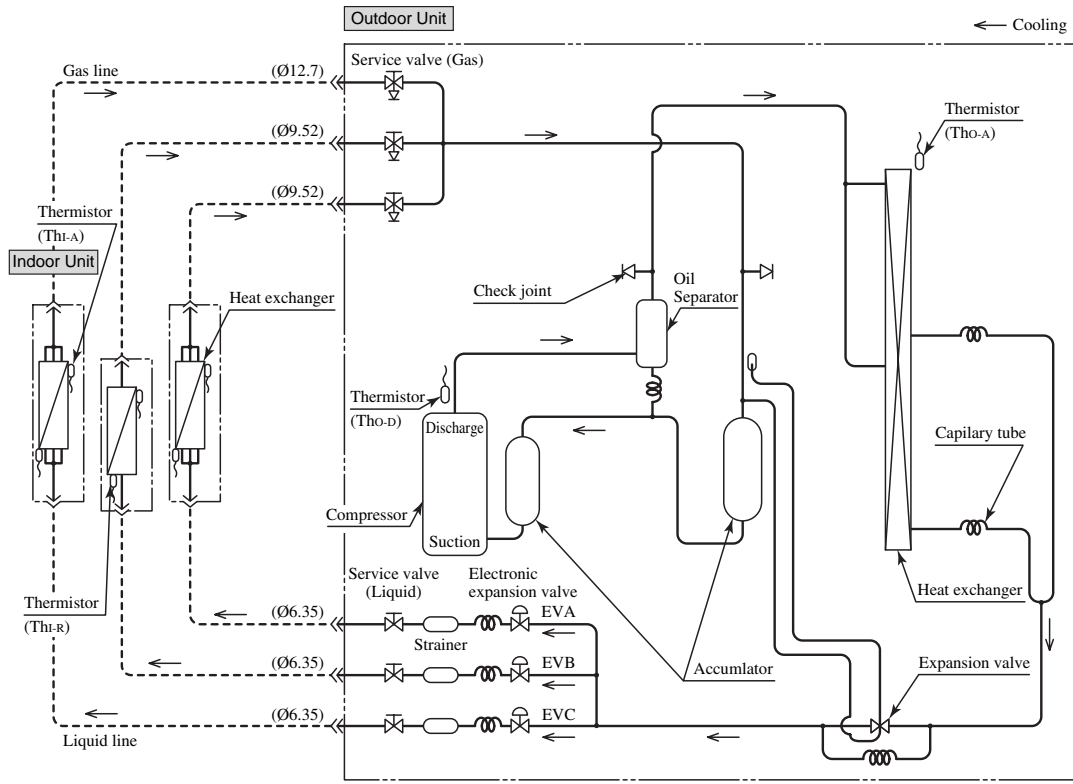 Outdoor Unit
Cooling
Gas line
(Ø12.7)
Service valve (Gas)
(Ø9.52)
(Ø9.52)
Thermistor
(ThO-A)
Thermistor
(ThI-A)
Indoor Unit
Heat exchanger
Check joint
Oil
Separator
Thermistor
(ThO-D)
Discharge
Capilary tube
Compressor
Suction
Service valve
(Liquid)
Electronic
expansion valve
Heat exchanger
Thermistor
(ThI-R)
(Ø6.35)
EVA
Strainer
(Ø6.35)
EVB
Accumlator
Expansion valve
(Ø6.35)
EVC
Liquid line